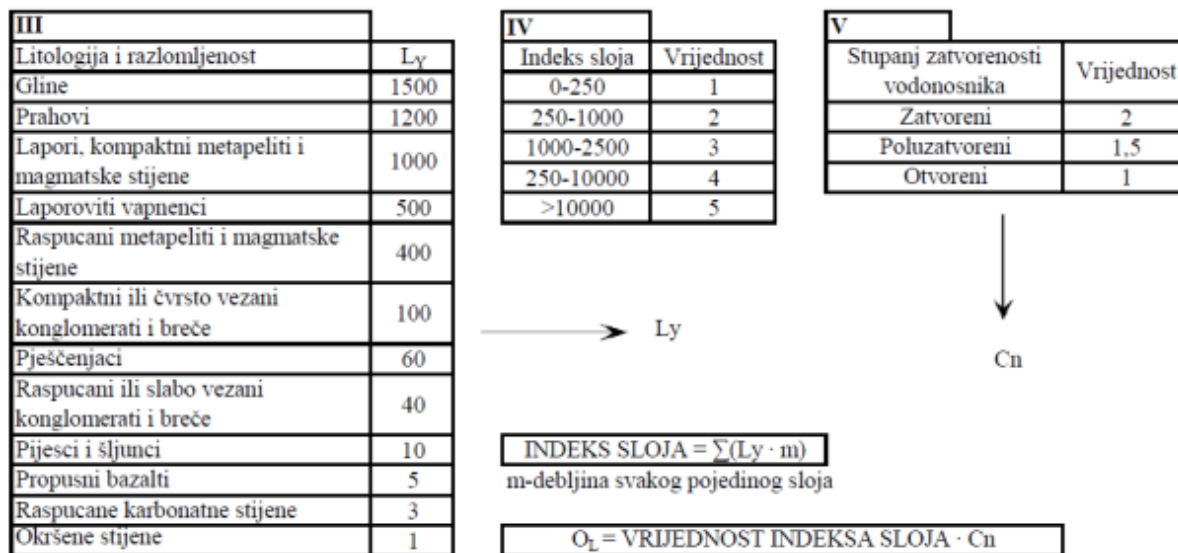 III
Litologija i razlomljenost L_Y
Gline 1500
Prahovi 1200
Lapori, kompaktni metapeliti i
magmatske stijene 1000
Laporoviti vapnenci 500
Raspucani metapeliti i magmatske
stijene 400
Kompaktni ili čvrsto vezani
konglomerati i breče 100
Pješčenjaci 60
Raspucani ili slabo vezani
konglomerati i breče 40
Pijesci i šljunci 10
Propusni bazalti 5
Raspucane karbonatne stijene 3
Okršene stijene 1
IV
Indeks sloja Vrijednost
0-250 1
250-1000 2
1000-2500 3
250-10000 4
>10000 5
V
Stupanj zatvorenosti
vodonosnika Vrijednost
Zatvoreni 2
Poluzatvoreni 1,5
Otvoreni 1
Ly
Cn
INDEKS SLOJA = ∑(Ly · m)
m-debljina svakog pojedinog sloja
O_L = VRIJEDNOST INDEKSA SLOJA · Cn